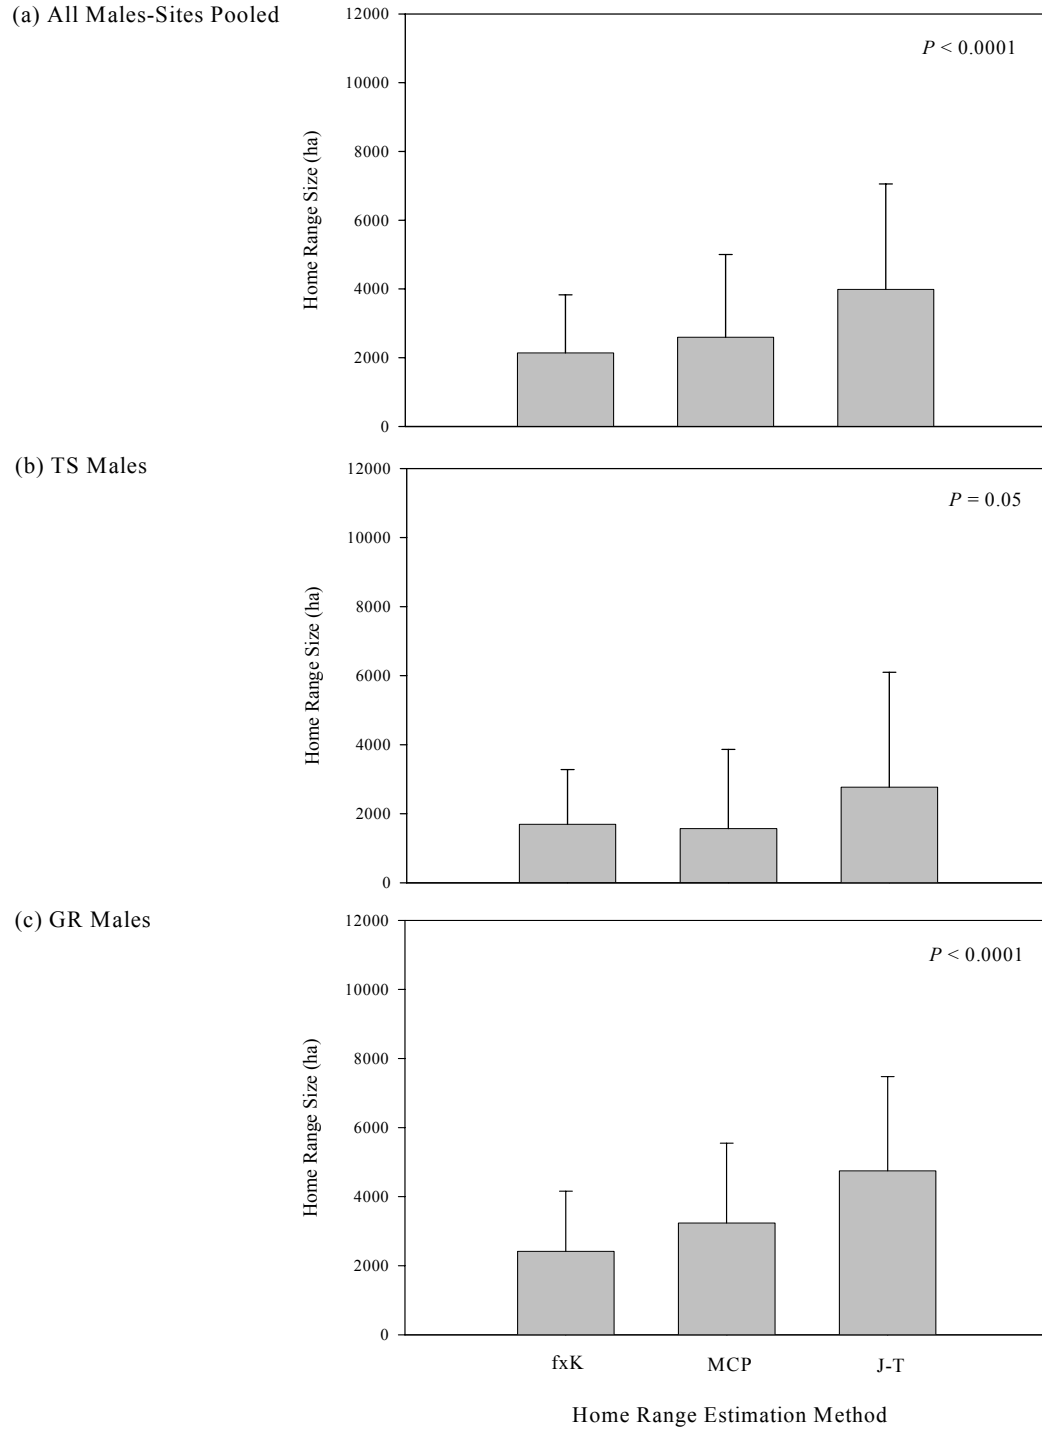 (a) All Males-Sites Pooled
P < 0.0001
Home Range Size (ha)
12000
10000
8000
6000
4000
2000
0
(b) TS Males
P = 0.05
Home Range Size (ha)
12000
10000
8000
6000
4000
2000
0
(c) GR Males
P < 0.0001
Home Range Size (ha)
12000
10000
8000
6000
4000
2000
0
fxK MCP J-T
Home Range Estimation Method